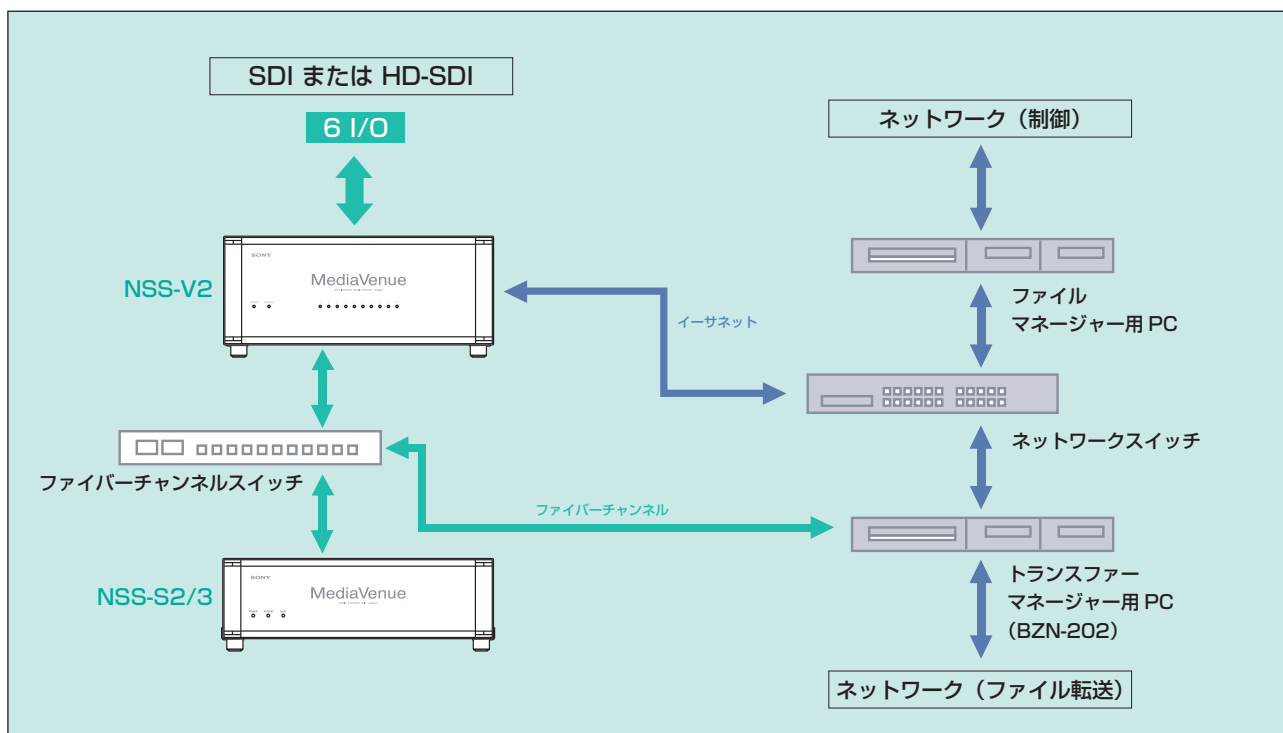 SDI または HD-SDI
6 I/O
SONY
MediaVenue
NSS-V2
ファイバーチャンネルスイッチ
SONY
MediaVenue
NSS-S2/3
イーサネット
ファイバーチャンネル
ネットワーク（制御）
ファイル
マネージャー用 PC
ネットワークスイッチ
トランスファー
マネージャー用 PC
（BZN-202）
ネットワーク（ファイル転送）